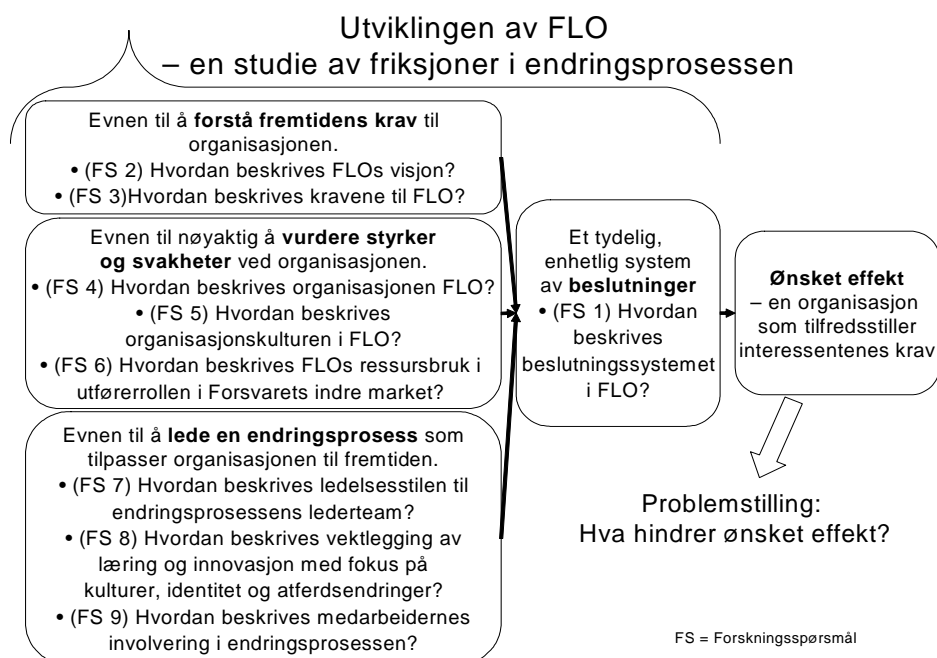 Utviklingen av FLO
– en studie av friksjoner i endringsprosessen
Evnen til å forstå fremtidens krav til
organisasjonen.
• (FS 2) Hvordan beskrives FLOs visjon?
• (FS 3)Hvordan beskrives kravene til FLO?
Evnen til nøyaktig å vurdere styrker
og svakheter ved organisasjonen.
• (FS 4) Hvordan beskrives organisasjonen FLO?
• (FS 5) Hvordan beskrives
organisasjonskulturen i FLO?
• (FS 6) Hvordan beskrives FLOs ressursbruk i
utførerrollen i Forsvarets indre market?
Evnen til å lede en endringsprosess som
tilpasser organisasjonen til fremtiden.
• (FS 7) Hvordan beskrives ledelsesstilen til
endringsprosessens lederteam?
• (FS 8) Hvordan beskrives vektlegging av
læring og innovasjon med fokus på
kulturer, identitet og atferdsendringer?
• (FS 9) Hvordan beskrives medarbeidernes
involvering i endringsprosessen?
Et tydelig,
enhetlig system
av beslutninger
• (FS 1) Hvordan
beskrives
beslutningssystemet
i FLO?
Ønsket effekt
– en organisasjon
som tilfredsstiller
interessentenes krav
Problemstilling:
Hva hindrer ønsket effekt?
FS = Forskningsspørsmål